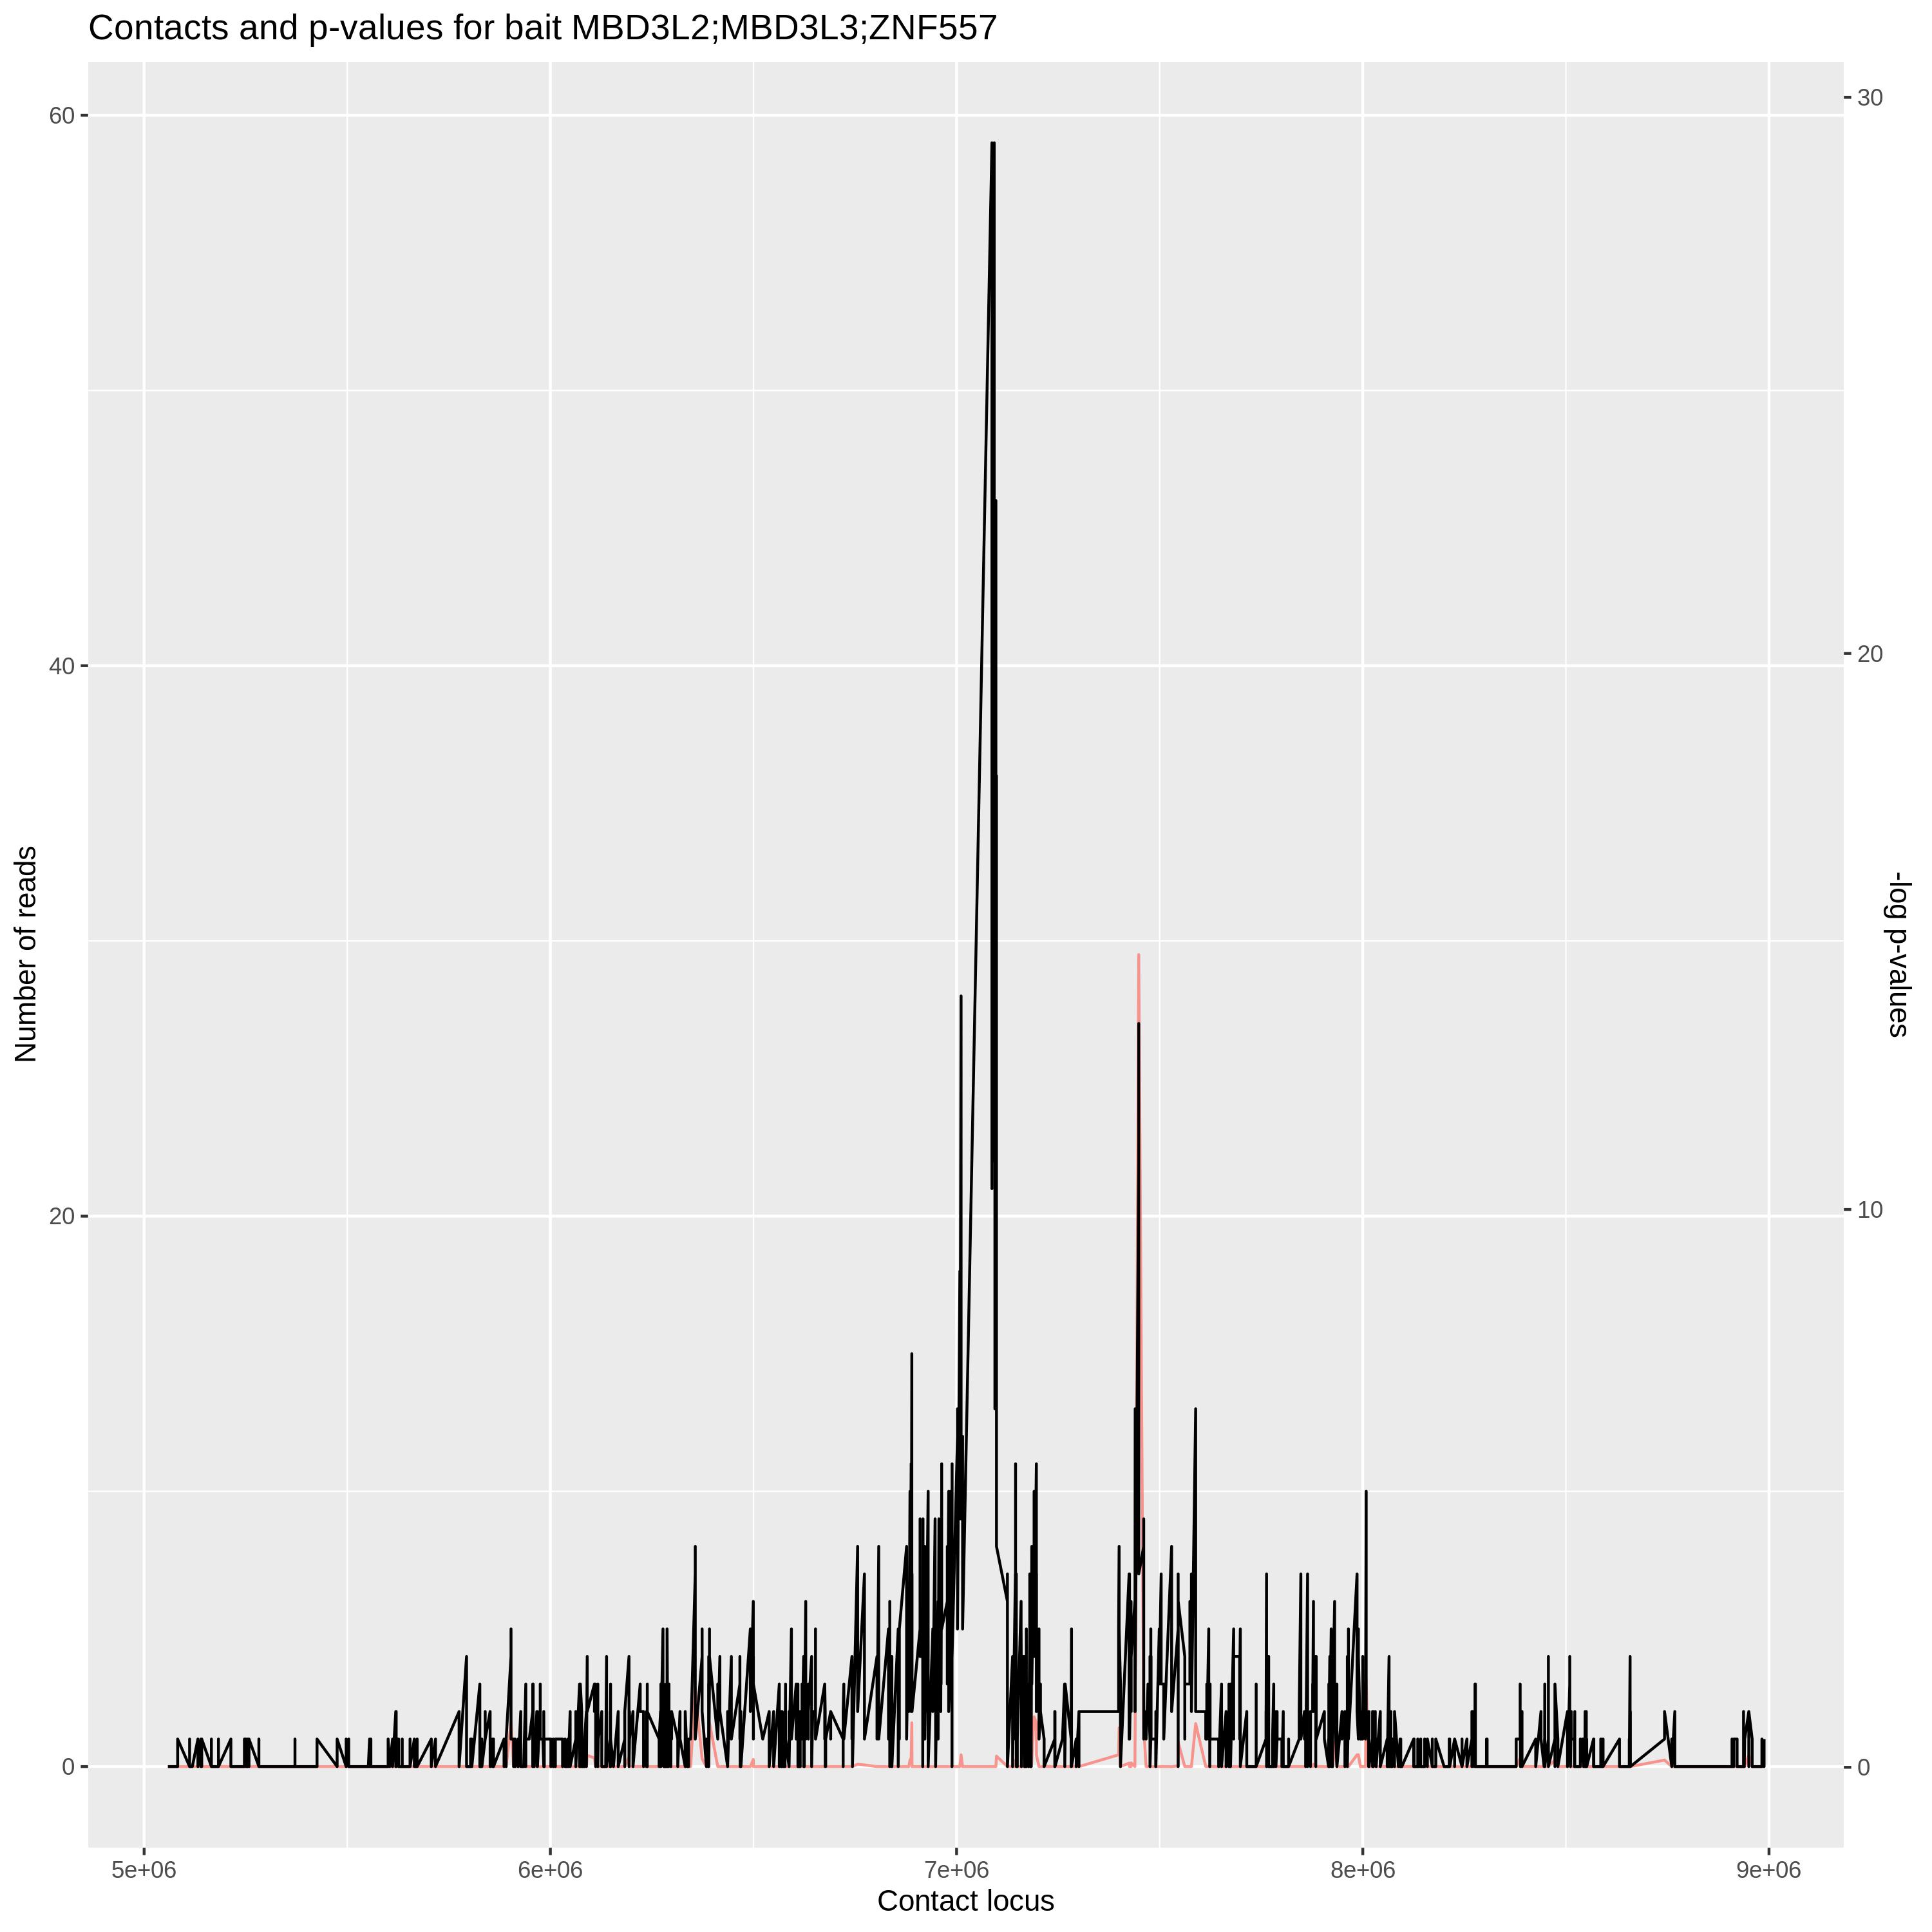 Contacts and p-values for bait MBD3L2;MBD3L3;ZNF557
60
40
20
0
Number of reads
30
20
10
0
-log p-values
5e+06
6e+06
7e+06
8e+06
9e+06
Contact locus